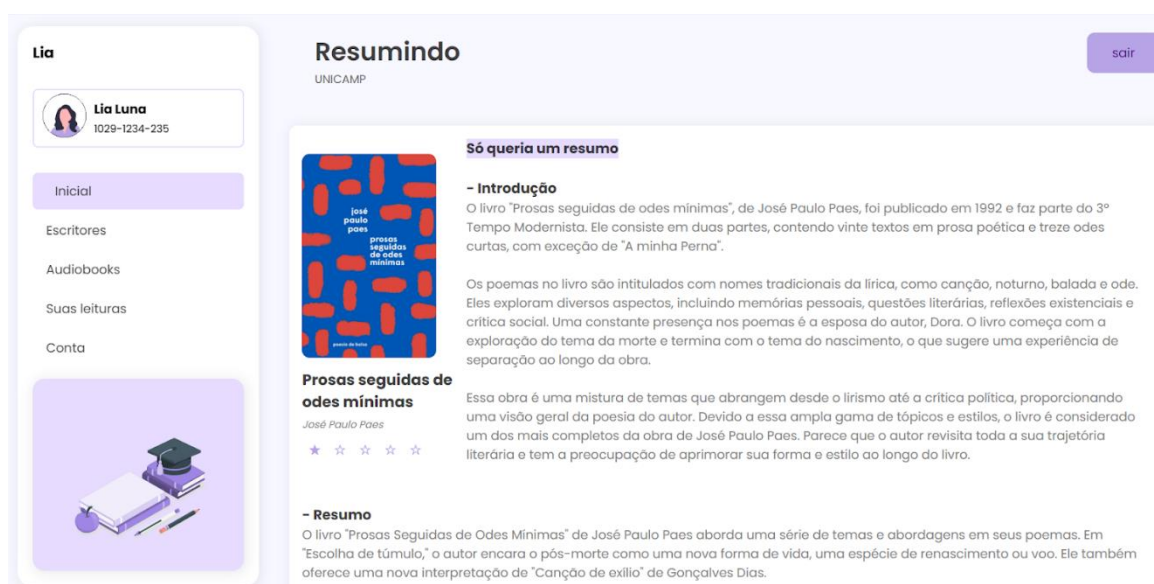 Lia
Lia Luna
1029-1234-235
Inicial
Escritores
Audiobooks
Suas leituras
Conta
Resumindo
UNICAMP
sair
josé
paulo
paes
prosas
seguidas
de odes
mínimas
poesia de bolso
Prosas seguidas de
odes mínimas
José Paulo Paes
Só queria um resumo
- Introdução
O livro "Prosas seguidas de odes mínimas", de José Paulo Paes, foi publicado em 1992 e faz parte do 3º
Tempo Modernista. Ele consiste em duas partes, contendo vinte textos em prosa poética e treze odes
curtas, com exceção de "A minha Perna".
Os poemas no livro são intitulados com nomes tradicionais da lírica, como canção, noturno, balada e ode.
Eles exploram diversos aspectos, incluindo memórias pessoais, questões literárias, reflexões existenciais e
crítica social. Uma constante presença nos poemas é a esposa do autor, Dora. O livro começa com a
exploração do tema da morte e termina com o tema do nascimento, o que sugere uma experiência de
separação ao longo da obra.
Essa obra é uma mistura de temas que abrangem desde o lirismo até a crítica política, proporcionando
uma visão geral da poesia do autor. Devido a essa ampla gama de tópicos e estilos, o livro é considerado
um dos mais completos da obra de José Paulo Paes. Parece que o autor revisita toda a sua trajetória
literária e tem a preocupação de aprimorar sua forma e estilo ao longo do livro.
- Resumo
O livro "Prosas Seguidas de Odes Mínimas" de José Paulo Paes aborda uma série de temas e abordagens em seus poemas. Em
"Escolha de túmulo," o autor encara o pós-morte como uma nova forma de vida, uma espécie de renascimento ou voo. Ele também
oferece uma nova interpretação de "Canção de exílio" de Gonçalves Dias.